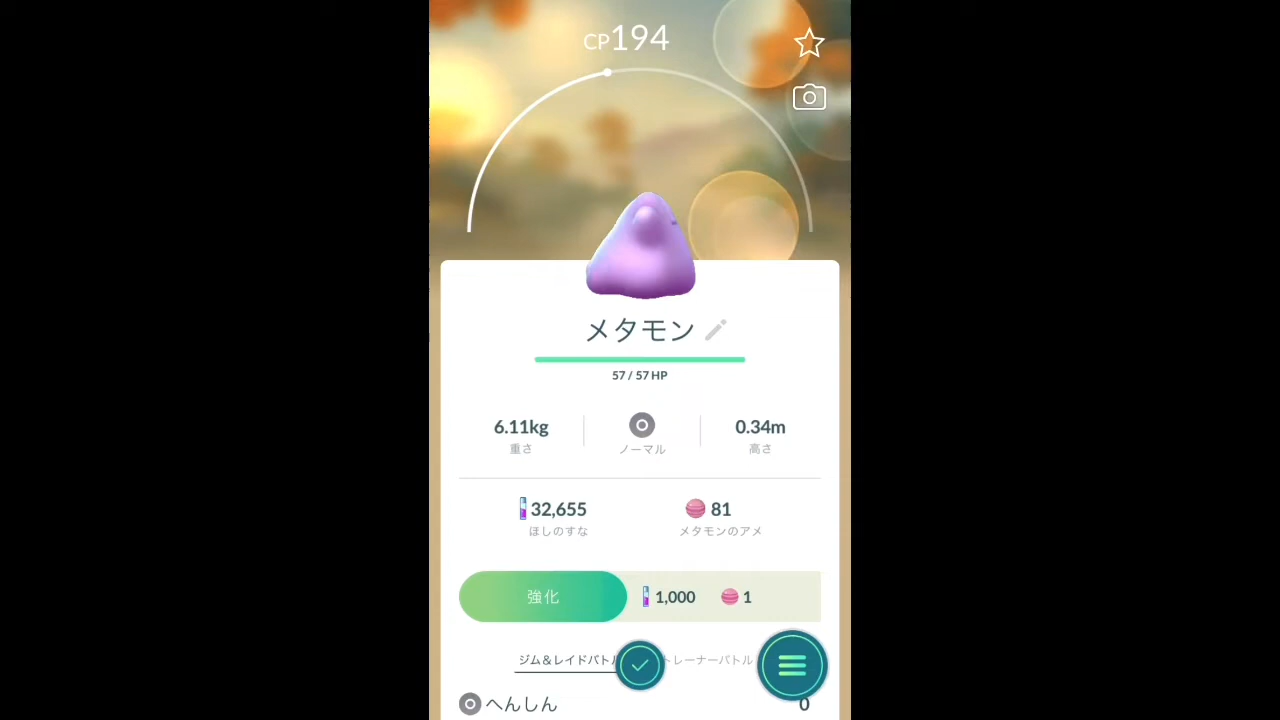 CP194
メタモン
57 / 57 HP
6.11kg
重さ
ノーマル
0.34m
高さ
32,655
ほしのすな
81
メタモンのアメ
強化
1,000
1
ジム＆レイドバトル
トレーナーバトル
へんしん
0